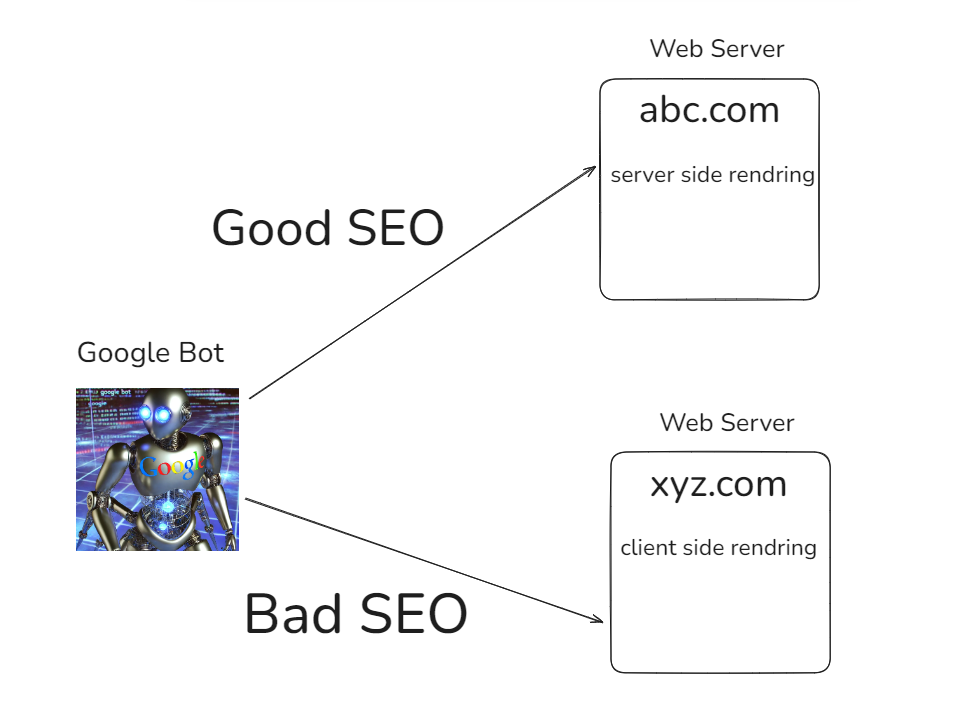 Web Server
abc.com
server side rendring
Good SEO
Google Bot
google bot
google
Google
Web Server
xyz.com
client side rendring
Bad SEO